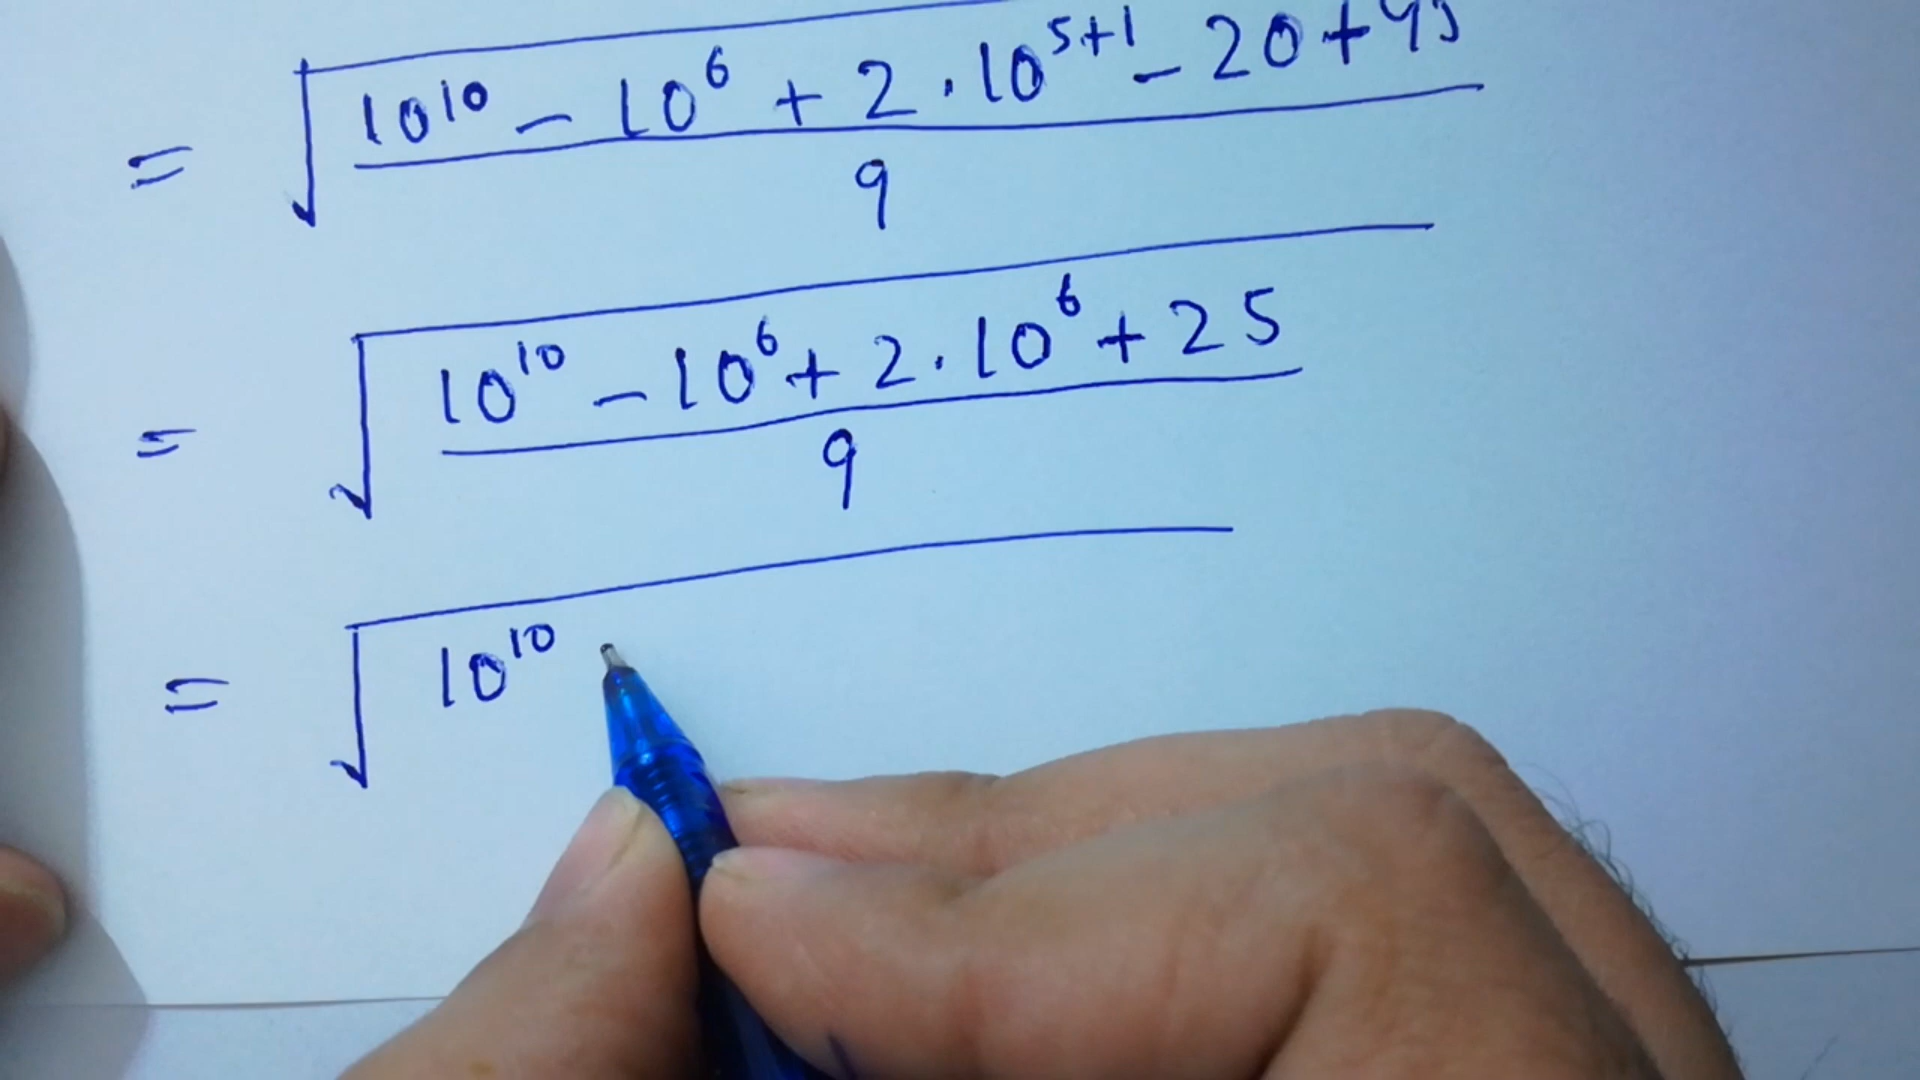 = √(10¹⁰ − 10⁶ + 2 · 10⁵⁺¹ − 20 + 45) / 9
= √(10¹⁰ − 10⁶ + 2 · 10⁶ + 25) / 9
= √10¹⁰